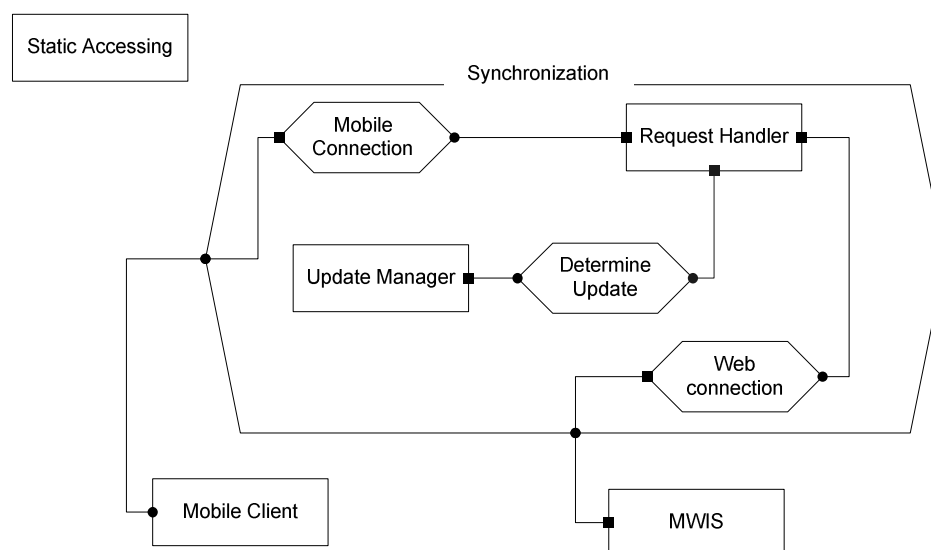 Static Accessing
Synchronization
Mobile
Connection
Request Handler
Update Manager
Determine
Update
Web
connection
Mobile Client
MWIS